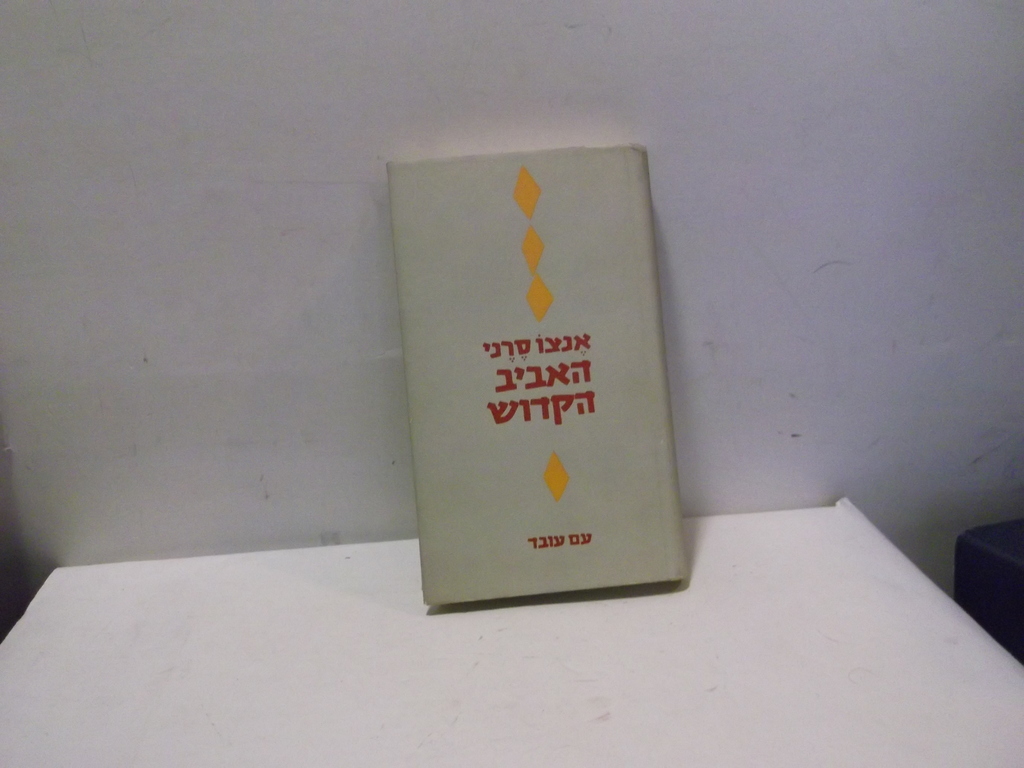 אֶנצוֹ סֶרֶני
האביב
הקדוש
עם עובד